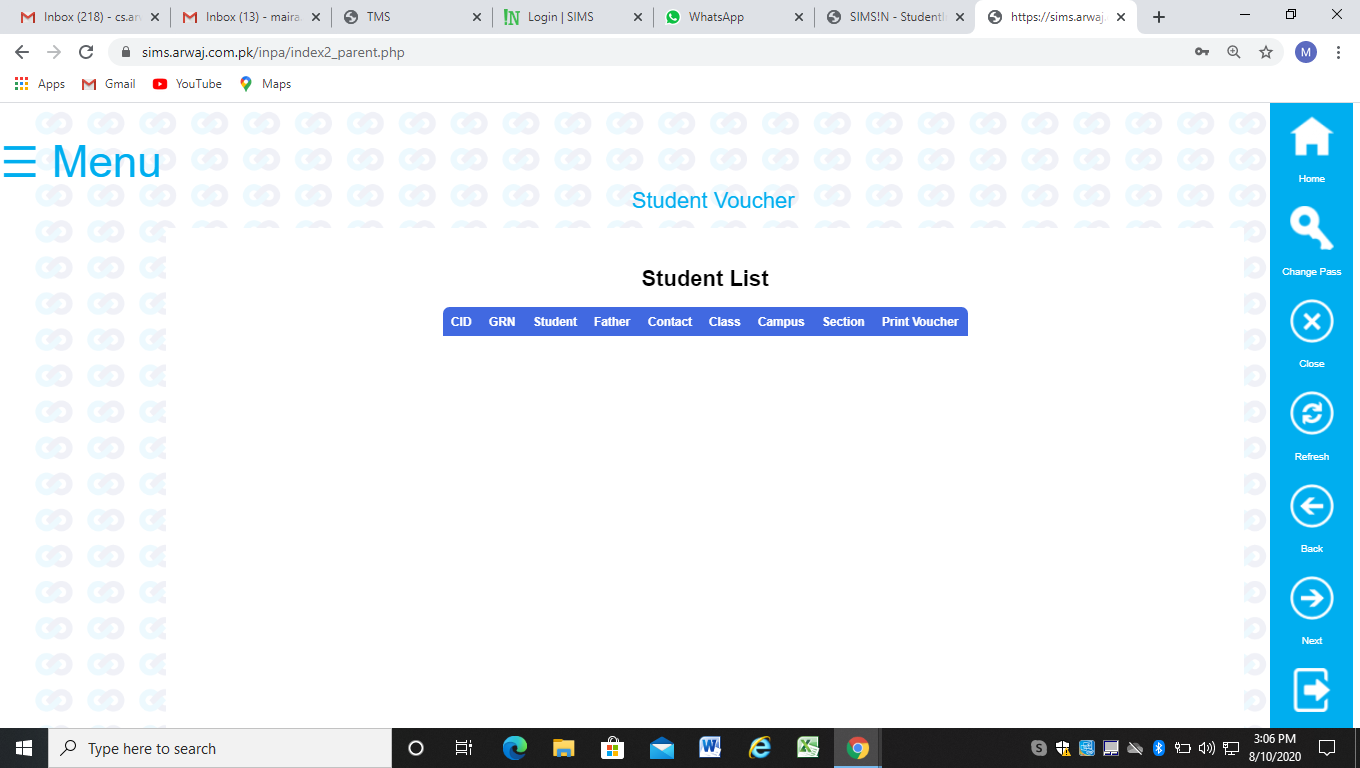 Inbox (218) - cs.ar
Inbox (13) - maira.
TMS
Login | SIMS
WhatsApp
SIMS!N - StudentI
https://sims.arwaj.
sims.arwaj.com.pk/inpa/index2_parent.php
M
Apps
Gmail
YouTube
Maps
☰ Menu
Student Voucher
Student List
CID GRN Student Father Contact Class Campus Section Print Voucher
Home
Change Pass
Close
Refresh
Back
Next
Type here to search
3:06 PM
8/10/2020